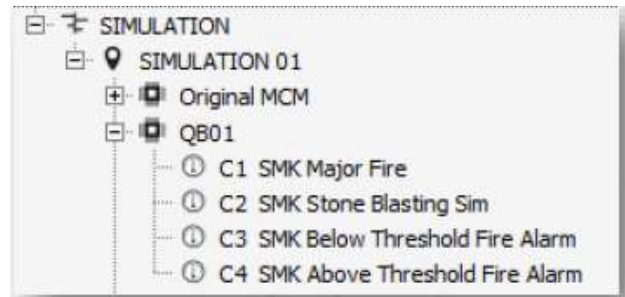 SIMULATION
SIMULATION 01
Original MCM
QB01
C1 SMK Major Fire
C2 SMK Stone Blasting Sim
C3 SMK Below Threshold Fire Alarm
C4 SMK Above Threshold Fire Alarm